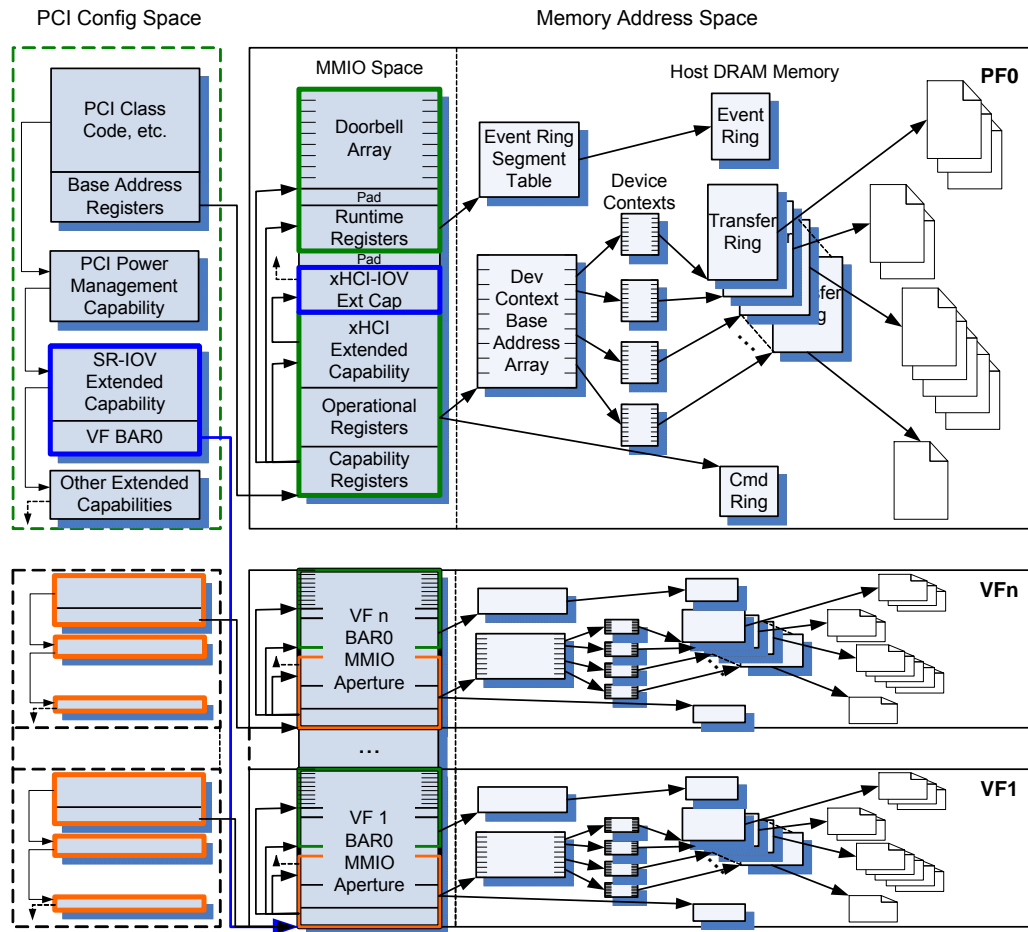 PCI Config Space
Memory Address Space
PCI Class
Code, etc.
Base Address
Registers
PCI Power
Management
Capability
SR-IOV
Extended
Capability
VF BAR0
Other Extended
Capabilities
MMIO Space
Doorbell
Array
Pad
Runtime
Registers
Pad
xHCI-IOV
Ext Cap
xHCI
Extended
Capability
Operational
Registers
Capability
Registers
Host DRAM Memory
PF0
Event Ring
Segment
Table
Event
Ring
Device
Contexts
Dev
Context
Base
Address
Array
Transfer
Ring
...
Cmd
Ring
VFn
VF n
BAR0
MMIO
Aperture
...
...
VF1
VF 1
BAR0
MMIO
Aperture
...